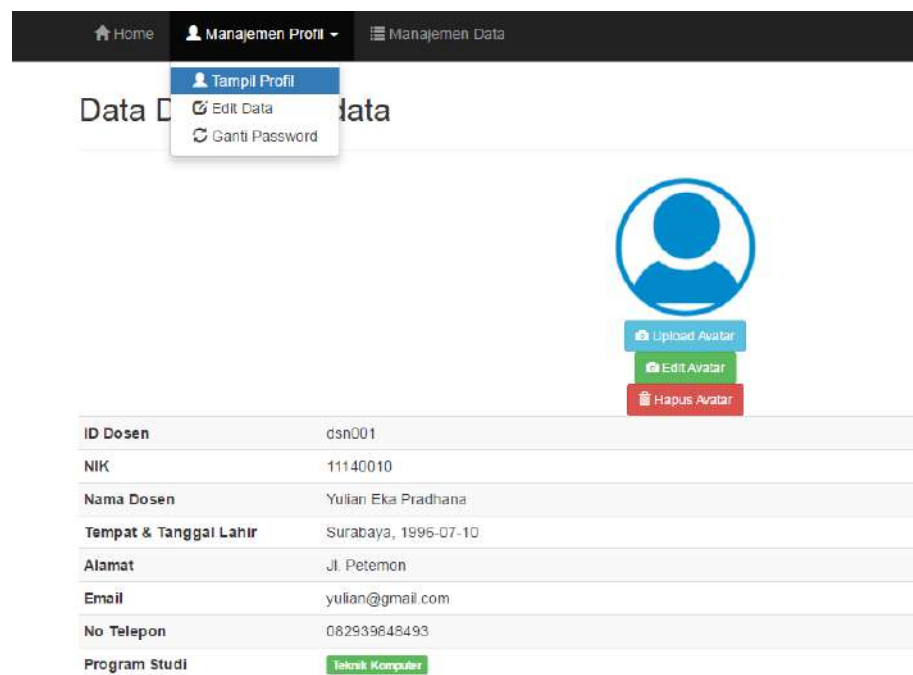 Home Manajemen Profil Manajemen Data
Tampil Profil
Edit Data
Ganti Password
Data D data
Upload Avatar
Edit Avatar
Hapus Avatar
ID Dosen dsn001
NIK 11140010
Nama Dosen Yulian Eka Pradhana
Tempat & Tanggal Lahir Surabaya, 1996-07-10
Alamat Jl. Petemon
Email yulian@gmail.com
No Telepon 082939848493
Program Studi Teknik Komputer